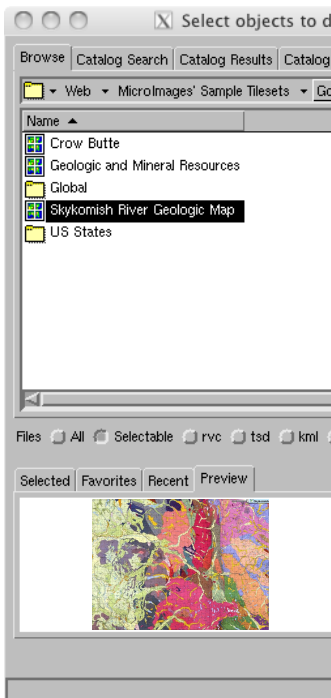 Select objects to d
Browse Catalog Search Catalog Results Catalog
Web MicroImages' Sample Tilesets Go
Name
Crow Butte
Geologic and Mineral Resources
Global
Skykomish River Geologic Map
US States
Files All Selectable rvc tsd kml
Selected Favorites Recent Preview